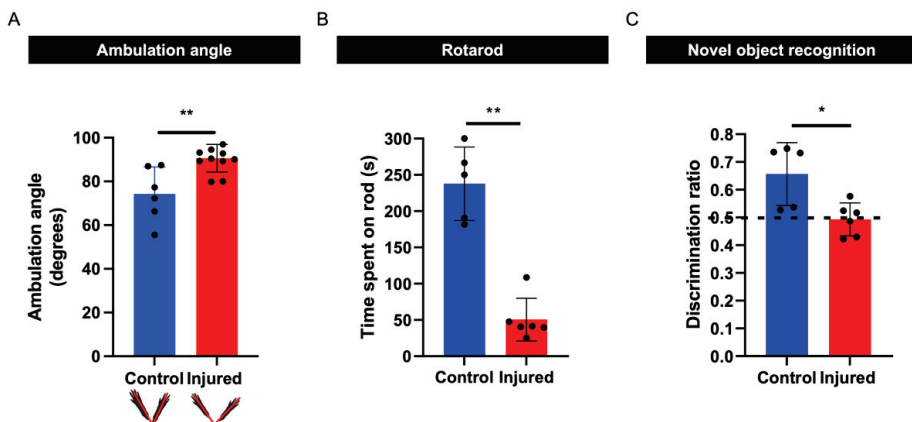 A
Ambulation angle
**
Ambulation angle
(degrees)
100
80
60
40
20
0
Control Injured
B
Rotarod
**
Time spent on rod (s)
300
250
200
150
100
50
0
Control Injured
C
Novel object recognition
*
Discrimination ratio
0.8
0.7
0.6
0.5
0.4
0.3
0.2
0.1
0.0
Control Injured